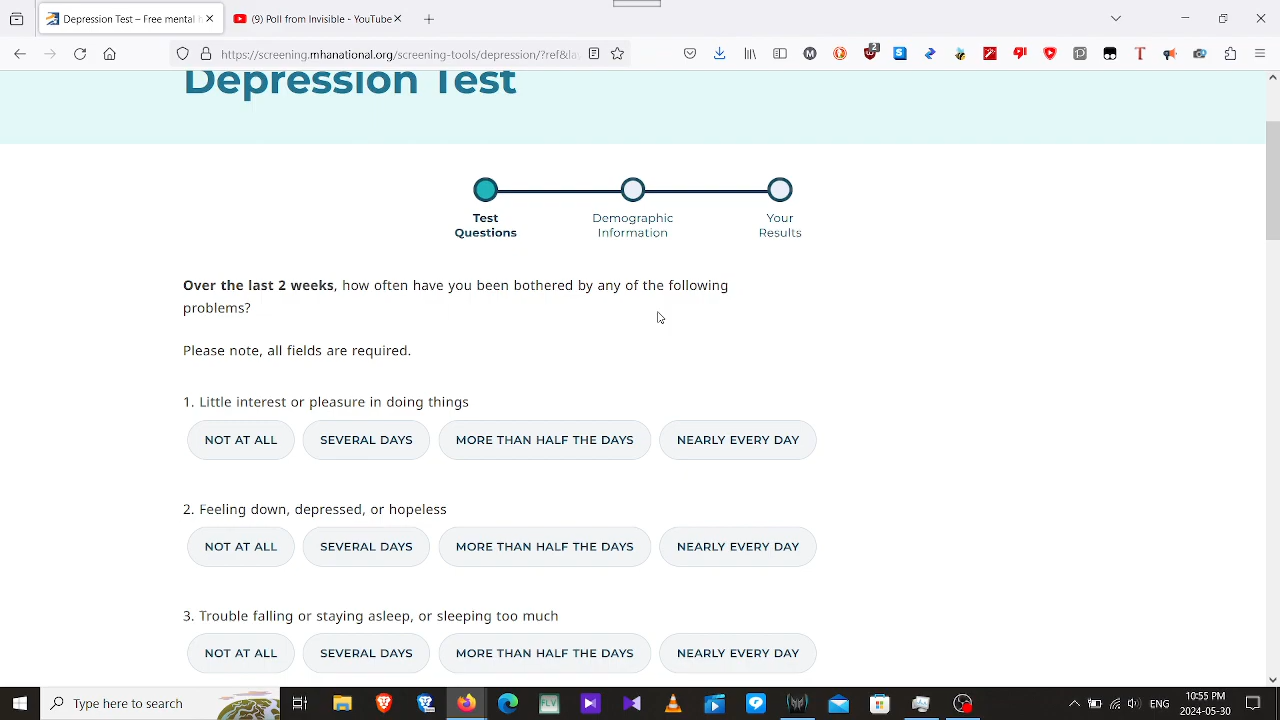 Depression Test – Free mental h
(9) Poll from Invisible - YouTube
https://screening.mhanational.org/screening-tools/depression/?ref&la
2
Depression Test
Test
Questions
Demographic
Information
Your
Results
Over the last 2 weeks, how often have you been bothered by any of the following
problems?
Please note, all fields are required.
1. Little interest or pleasure in doing things
NOT AT ALL SEVERAL DAYS MORE THAN HALF THE DAYS NEARLY EVERY DAY
2. Feeling down, depressed, or hopeless
NOT AT ALL SEVERAL DAYS MORE THAN HALF THE DAYS NEARLY EVERY DAY
3. Trouble falling or staying asleep, or sleeping too much
NOT AT ALL SEVERAL DAYS MORE THAN HALF THE DAYS NEARLY EVERY DAY
Type here to search
FLV
ENG
10:55 PM
2024-05-30